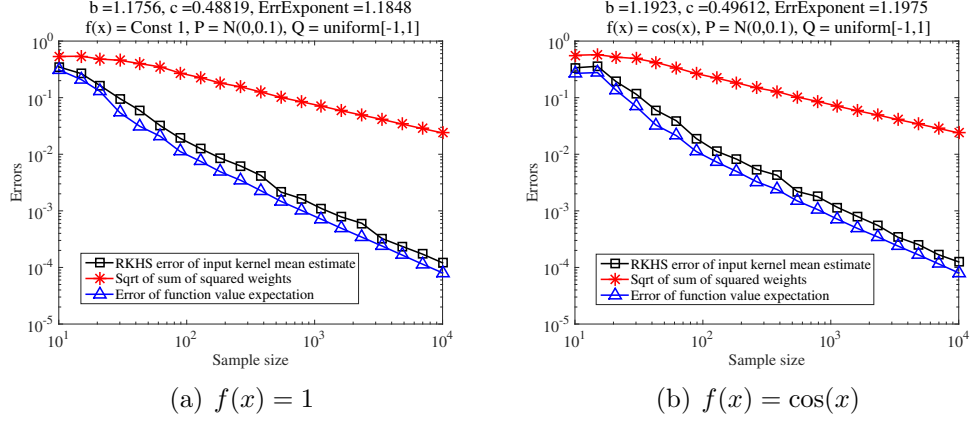 b =1.1756, c =0.48819, ErrExponent =1.1848
f(x) = Const 1, P = N(0,0.1), Q = uniform[-1,1]
10^0
10^-1
10^-2
10^-3
10^-4
10^-5
Errors
RKHS error of input kernel mean estimate
Sqrt of sum of squared weights
Error of function value expectation
10^1
10^2
10^3
10^4
Sample size
(a) f(x) = 1
b =1.1923, c =0.49612, ErrExponent =1.1975
f(x) = cos(x), P = N(0,0.1), Q = uniform[-1,1]
10^0
10^-1
10^-2
10^-3
10^-4
10^-5
Errors
RKHS error of input kernel mean estimate
Sqrt of sum of squared weights
Error of function value expectation
10^1
10^2
10^3
10^4
Sample size
(b) f(x) = cos(x)